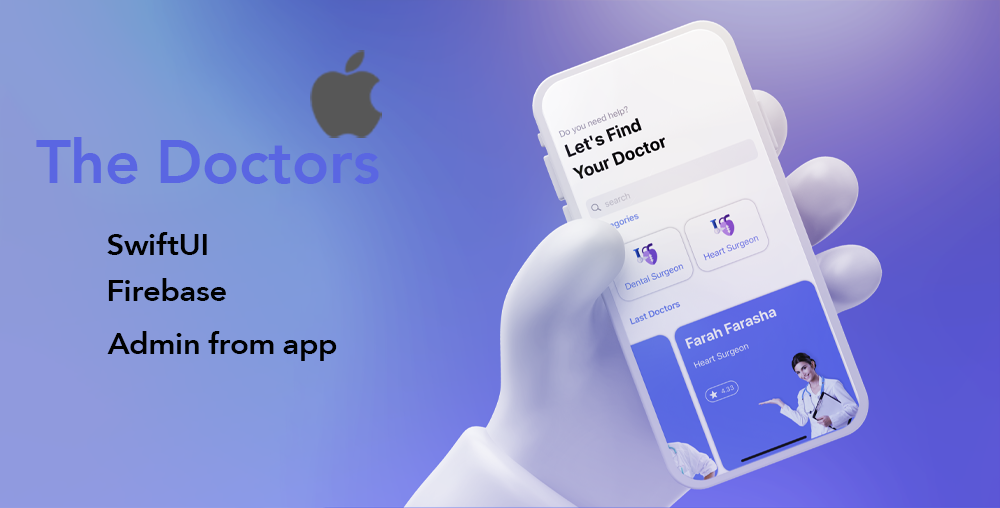 The Doctors
SwiftUI
Firebase
Admin from app
Do you need help?
Let's Find
Your Doctor
search
gories
Dental Surgeon
Heart Surgeon
Last Doctors
Farah Farasha
Heart Surgeon
4.33